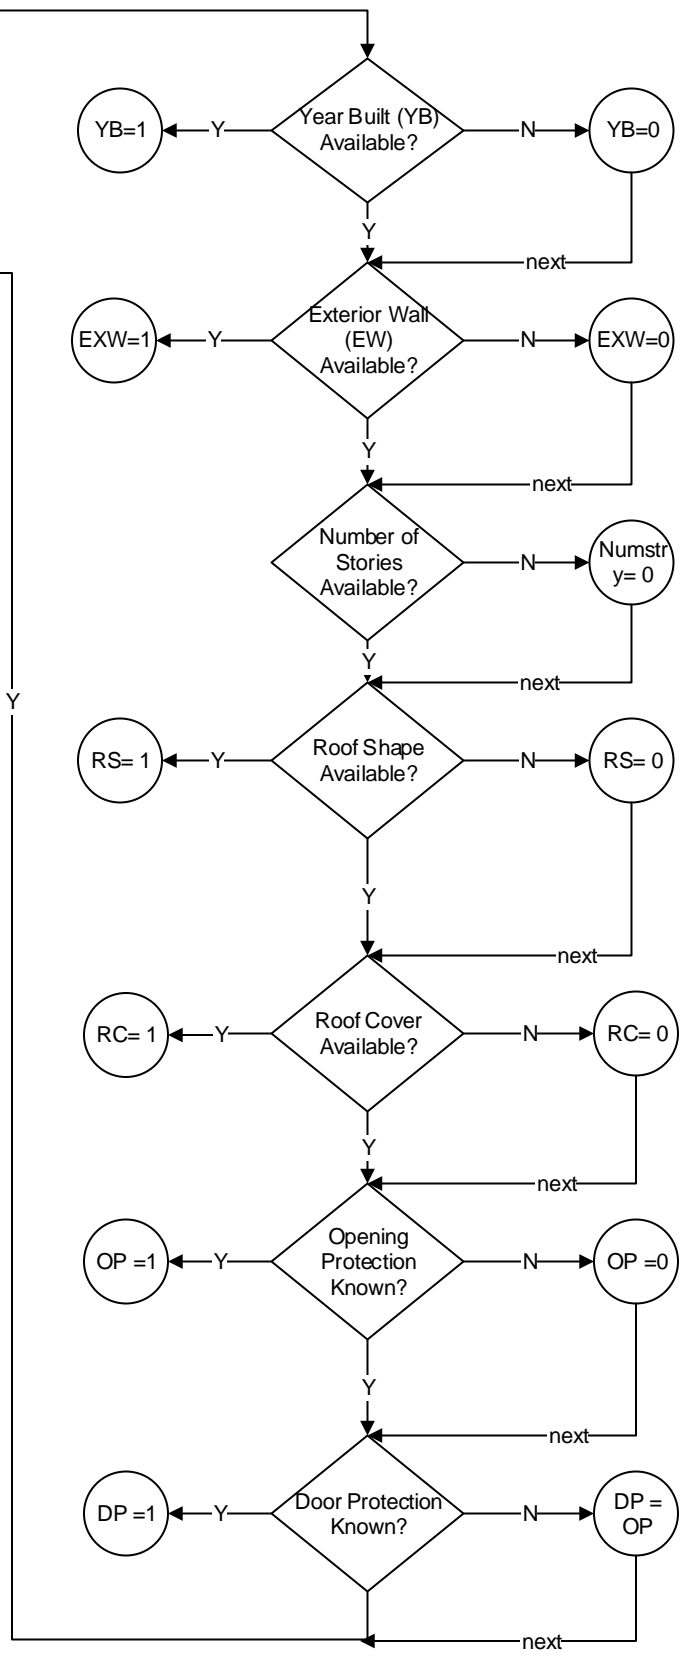 Year Built (YB)
Available?
YB=1
Y
N
YB=0
Y
next
Exterior Wall
(EW)
Available?
EXW=1
Y
N
EXW=0
Y
next
Number of
Stories
Available?
N
Numstr
y= 0
Y
next
Y
Roof Shape
Available?
RS= 1
Y
N
RS= 0
Y
next
Roof Cover
Available?
RC= 1
Y
N
RC= 0
Y
next
Opening
Protection
Known?
OP =1
Y
N
OP =0
Y
next
Door Protection
Known?
DP =1
Y
N
DP =
OP
next